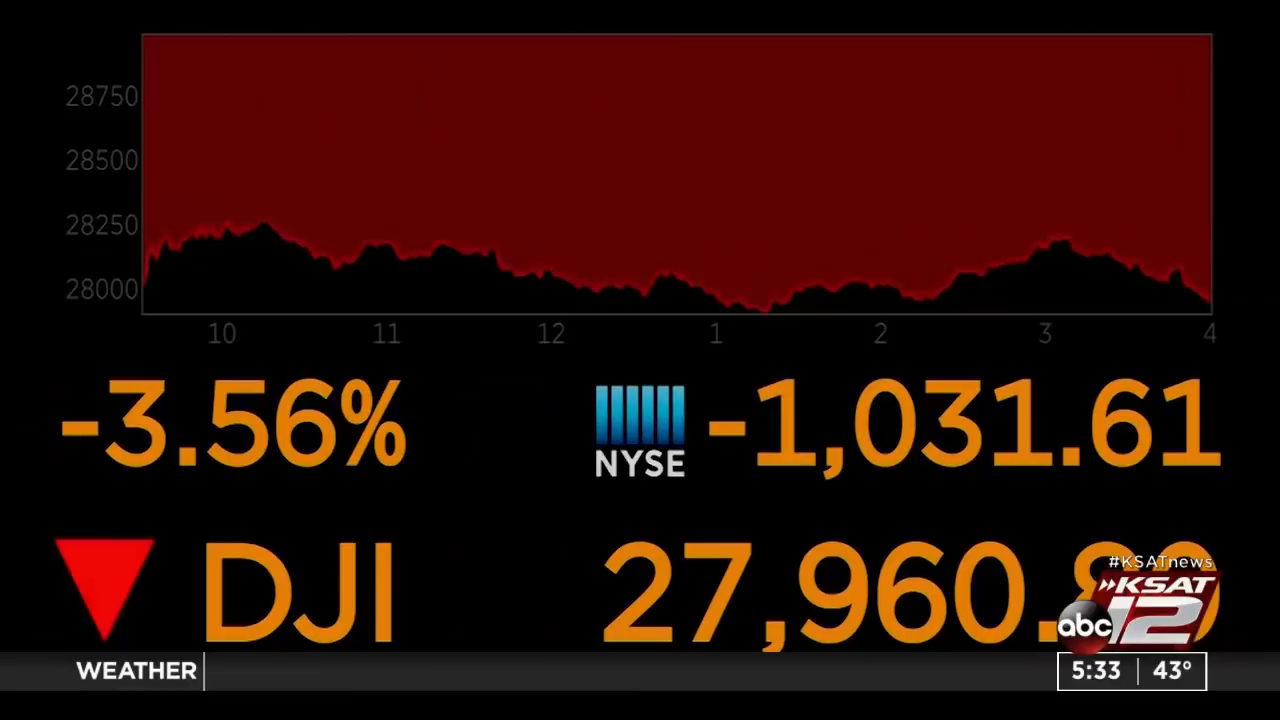 28750
28500
28250
28000
10 11 12 1 2 3 4
-3.56% NYSE -1,031.61
DJI 27,960.80
#KSATnews
KSAT
abc 12
WEATHER
5:33 43°